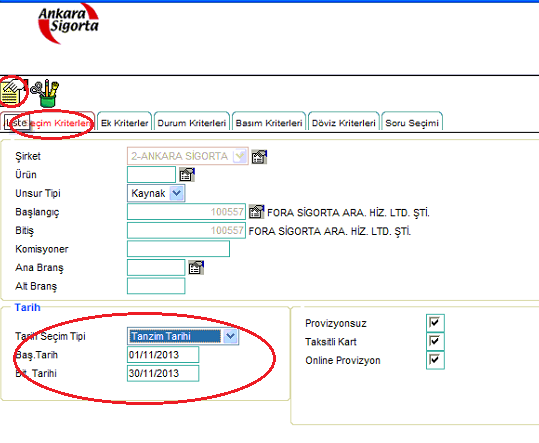 Ankara
Sigorta
Liste
eçim Kriterleri
Ek Kriterler
Durum Kriterleri
Basım Kriterleri
Döviz Kriterleri
Soru Seçimi
Şirket
2-ANKARA SİGORTA
Ürün
Unsur Tipi
Kaynak
Başlangıç
100557
FORA SİGORTA ARA. HİZ. LTD. ŞTİ.
Bitiş
100557
FORA SİGORTA ARA. HİZ. LTD. ŞTİ.
Komisyoner
Ana Branş
Alt Branş
Tarih
Tarih Seçim Tipi
Tanzim Tarihi
Baş.Tarih
01/11/2013
Bit. Tarihi
30/11/2013
Provizyonsuz
Taksitli Kart
Online Provizyon